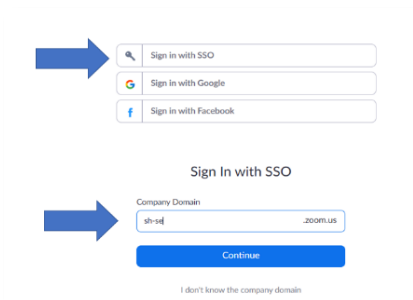 Sign in with SSO
Sign in with Google
Sign in with Facebook
Sign In with SSO
Company Domain
sh-se .zoom.us
Continue
I don't know the company domain